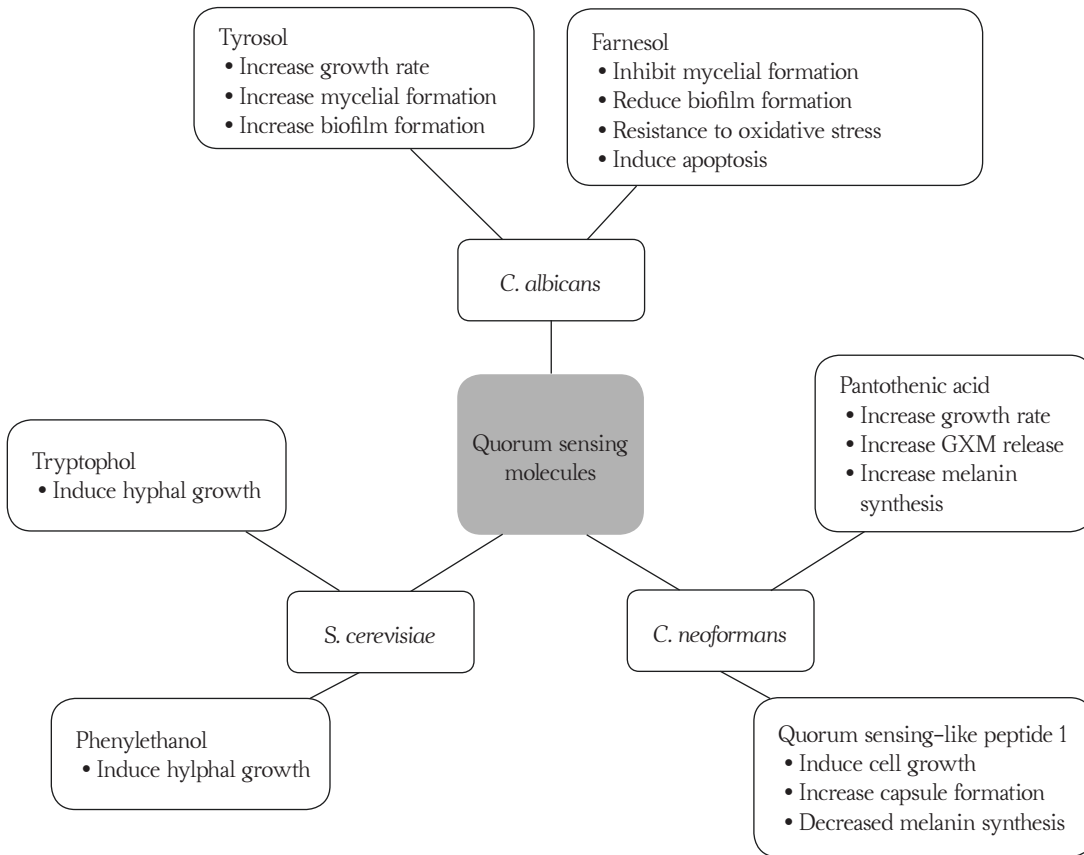 Tyrosol
• Increase growth rate
• Increase mycelial formation
• Increase biofilm formation
Farnesol
• Inhibit mycelial formation
• Reduce biofilm formation
• Resistance to oxidative stress
• Induce apoptosis
C. albicans
Quorum sensing
molecules
Pantothenic acid
• Increase growth rate
• Increase GXM release
• Increase melanin
synthesis
Tryptophol
• Induce hyphal growth
S. cerevisiae
C. neoformans
Phenylethanol
• Induce hylphal growth
Quorum sensing-like peptide 1
• Induce cell growth
• Increase capsule formation
• Decreased melanin synthesis